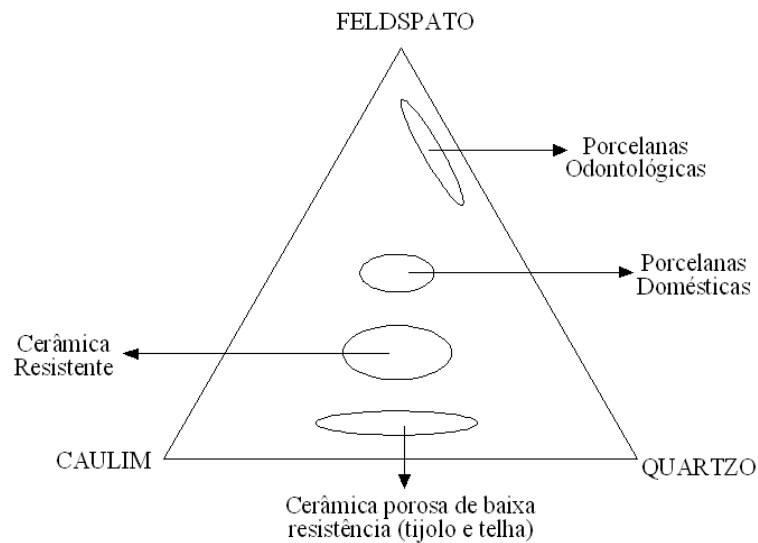 FELDSPATO
Porcelanas
Odontológicas
Porcelanas
Domésticas
Cerâmica
Resistente
CAULIM
QUARTZO
Cerâmica porosa de baixa
resistência (tijolo e telha)